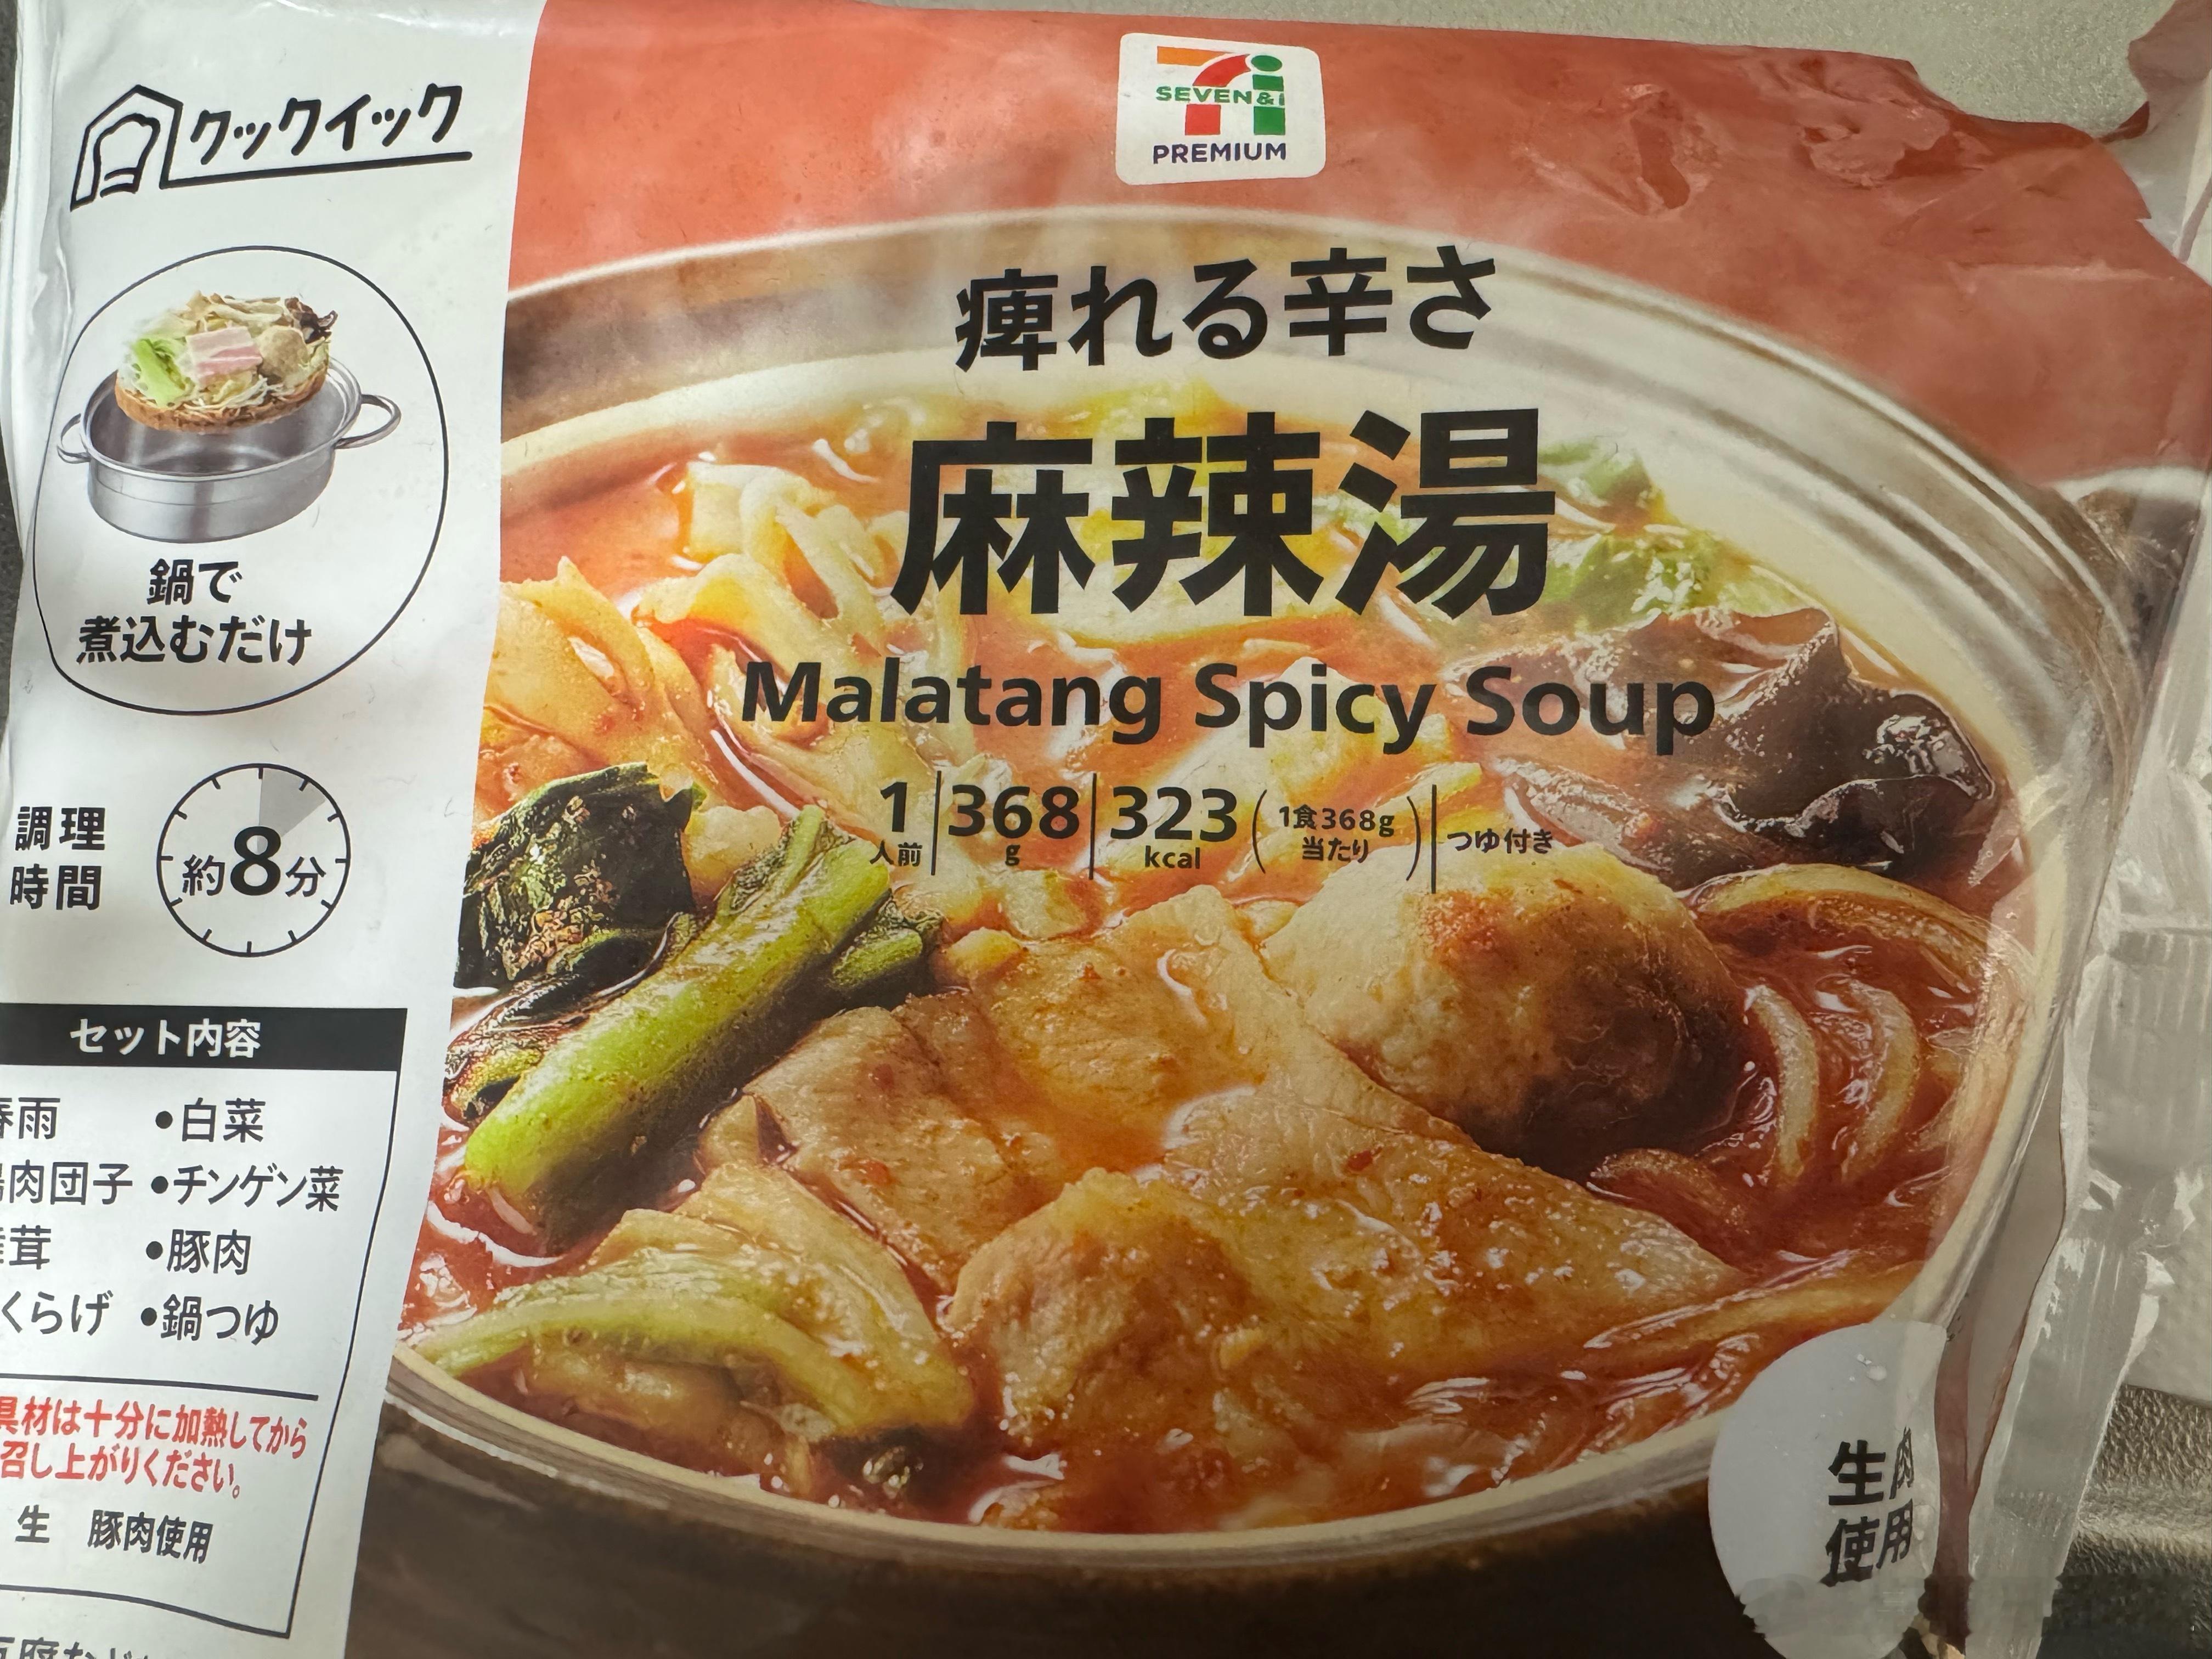 クックイック
鍋で
煮込むだけ
調理
時間
約8分
セット内容
春雨 •白菜
肉団子 •チンゲン菜
茸 •豚肉
くらげ •鍋つゆ
具材は十分に加熱してから
召し上がりください。
生 豚肉使用
SEVEN&i
PREMIUM
痺れる辛さ
麻辣湯
Malatang Spicy Soup
1人前 368g 323kcal (1食368g当たり) つゆ付き
生肉
使用